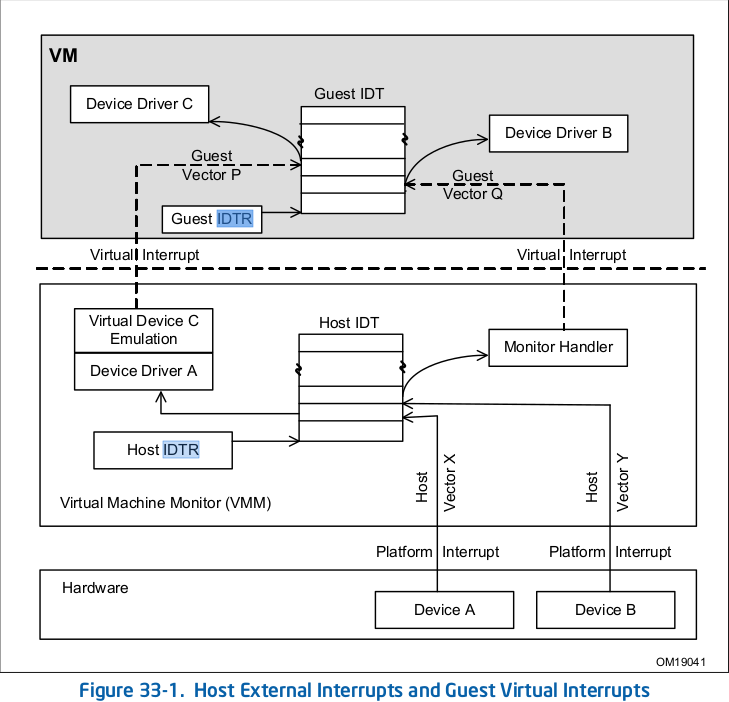 VM
Guest IDT
Device Driver C
Device Driver B
Guest
Vector P
Guest
Vector Q
Guest IDTR
Virtual Interrupt
Virtual Interrupt
Virtual Device C
Emulation
Device Driver A
Host IDT
Monitor Handler
Host IDTR
Host
Vector X
Host
Vector Y
Virtual Machine Monitor (VMM)
Platform Interrupt
Platform Interrupt
Hardware
Device A
Device B
OM19041
Figure 33-1. Host External Interrupts and Guest Virtual Interrupts